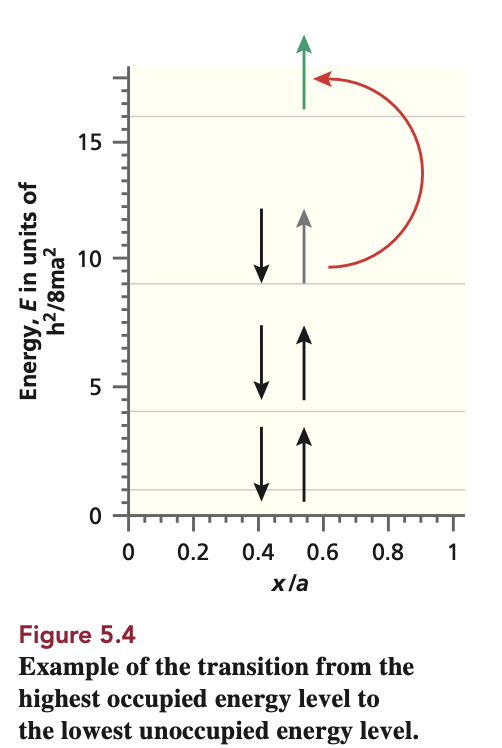 15
10
5
0
Energy, E in units of
h²/8ma²
0 0.2 0.4 0.6 0.8 1
x/a
Figure 5.4
Example of the transition from the
highest occupied energy level to
the lowest unoccupied energy level.